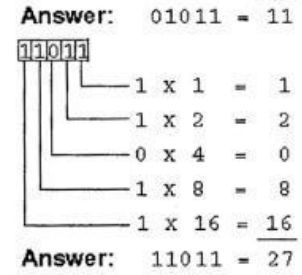 Answer: 01011 = 11
11011
1 x 1 = 1
1 x 2 = 2
0 x 4 = 0
1 x 8 = 8
1 x 16 = 16
Answer: 11011 = 27